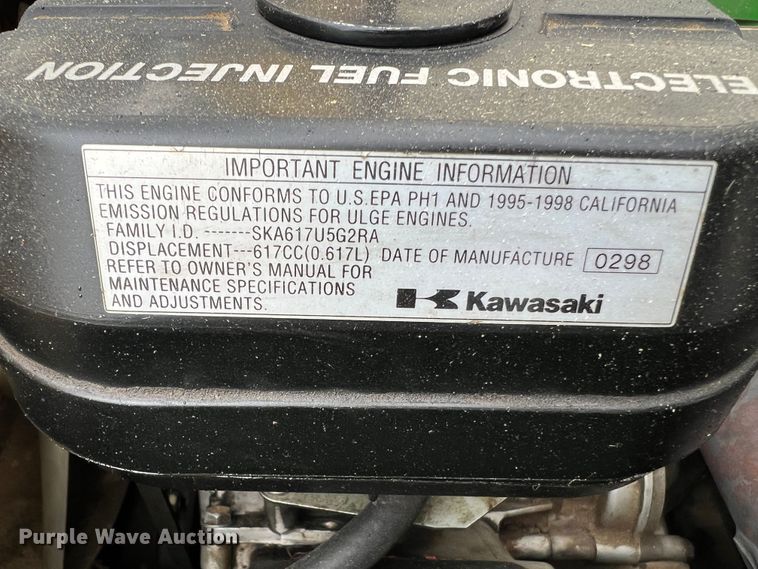 ELECTRONIC FUEL INJECTION
IMPORTANT ENGINE INFORMATION
THIS ENGINE CONFORMS TO U.S.EPA PH1 AND 1995-1998 CALIFORNIA
EMISSION REGULATIONS FOR ULGE ENGINES.
FAMILY I.D. -------SKA617U5G2RA
DISPLACEMENT---617CC(0.617L) DATE OF MANUFACTURE 0298
REFER TO OWNER'S MANUAL FOR
MAINTENANCE SPECIFICATIONS
AND ADJUSTMENTS.
Kawasaki
Purple Wave Auction